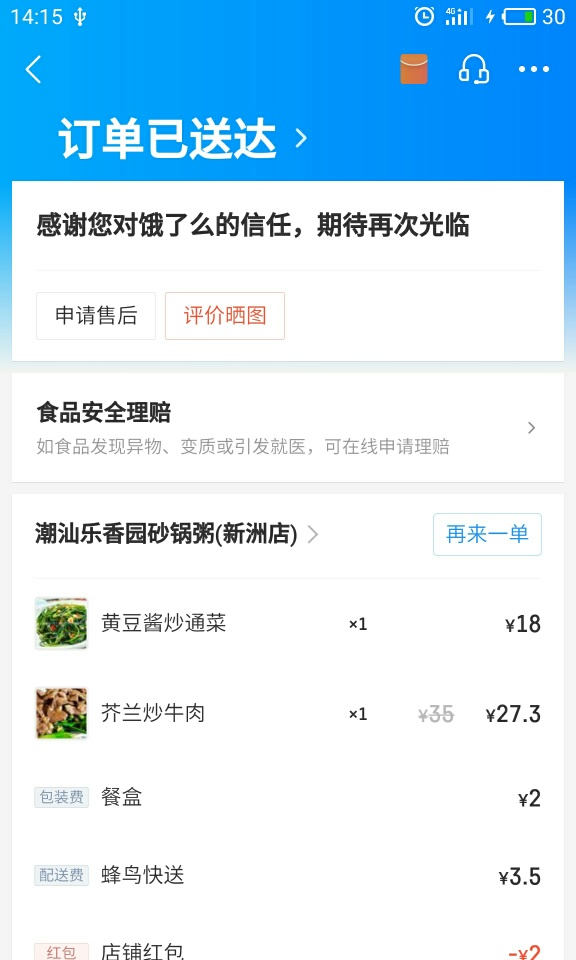 14:15
4G
30
订单已送达
感谢您对饿了么的信任，期待再次光临
申请售后 评价晒图
食品安全理赔
如食品发现异物、变质或引发就医，可在线申请理赔
潮汕乐香园砂锅粥(新洲店) 再来一单
黄豆酱炒通菜 ×1 ¥18
芥兰炒牛肉 ×1 ¥35 ¥27.3
包装费 餐盒 ¥2
配送费 蜂鸟快送 ¥3.5
红包 店铺红包 -¥2